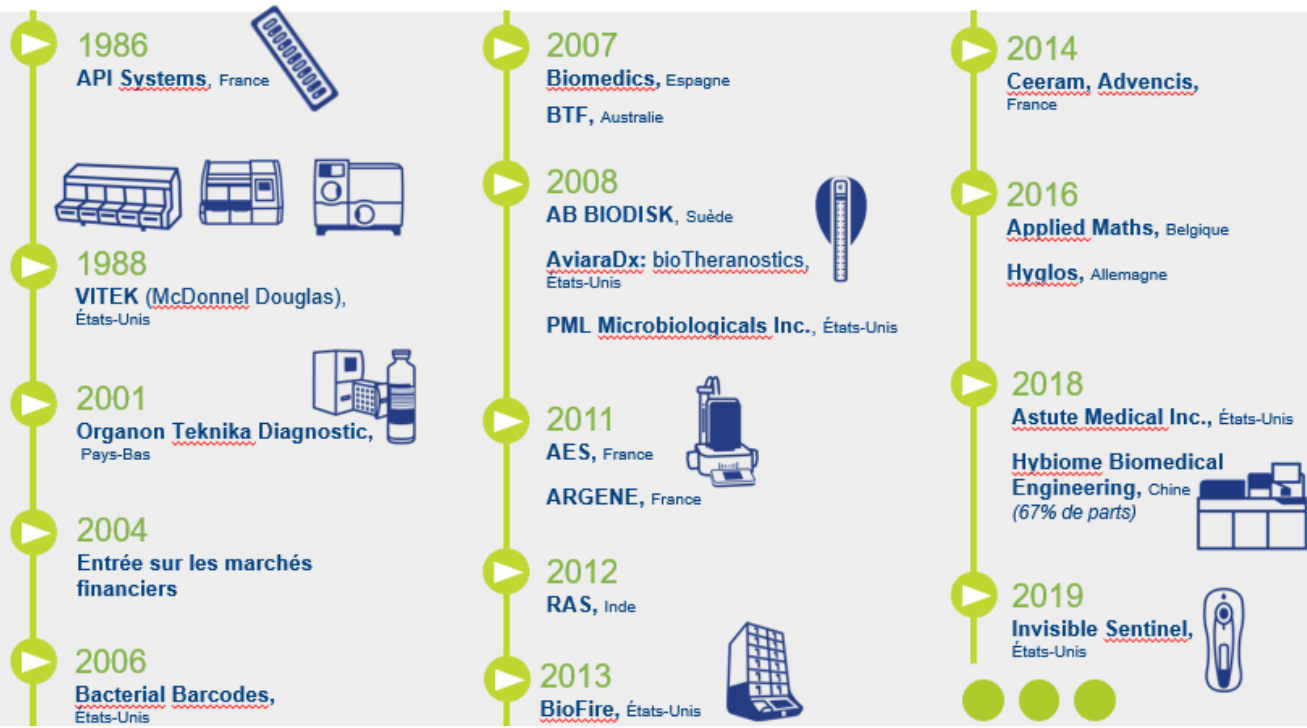 1986
API Systems, France
1988
VITEK (McDonnel Douglas),
États-Unis
2001
Organon Teknika Diagnostic,
Pays-Bas
2004
Entrée sur les marchés
financiers
2006
Bacterial Barcodes,
États-Unis
2007
Biomedics, Espagne
BTF, Australie
2008
AB BIODISK, Suède
AviaraDx: bioTheranostics,
États-Unis
PML Microbiologicals Inc., États-Unis
2011
AES, France
ARGENE, France
2012
RAS, Inde
2013
BioFire, États-Unis
2014
Ceeram, Advencis,
France
2016
Applied Maths, Belgique
Hyglos, Allemagne
2018
Astute Medical Inc., États-Unis
Hybiome Biomedical
Engineering, Chine
(67% de parts)
2019
Invisible Sentinel,
États-Unis